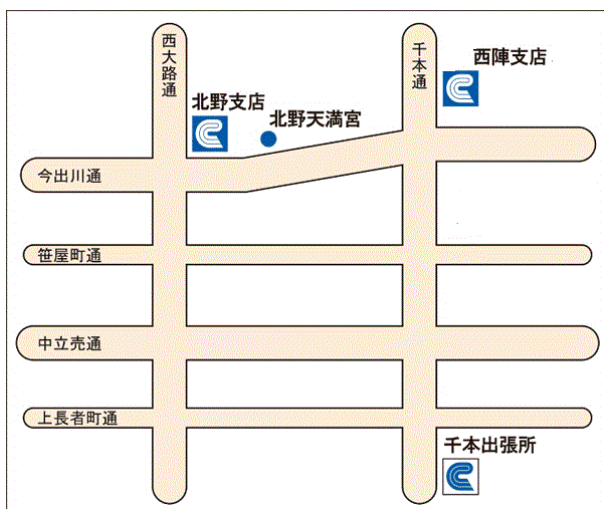 西大路通
千本通
西陣支店
北野支店
北野天満宮
今出川通
笹屋町通
中立売通
上長者町通
千本出張所